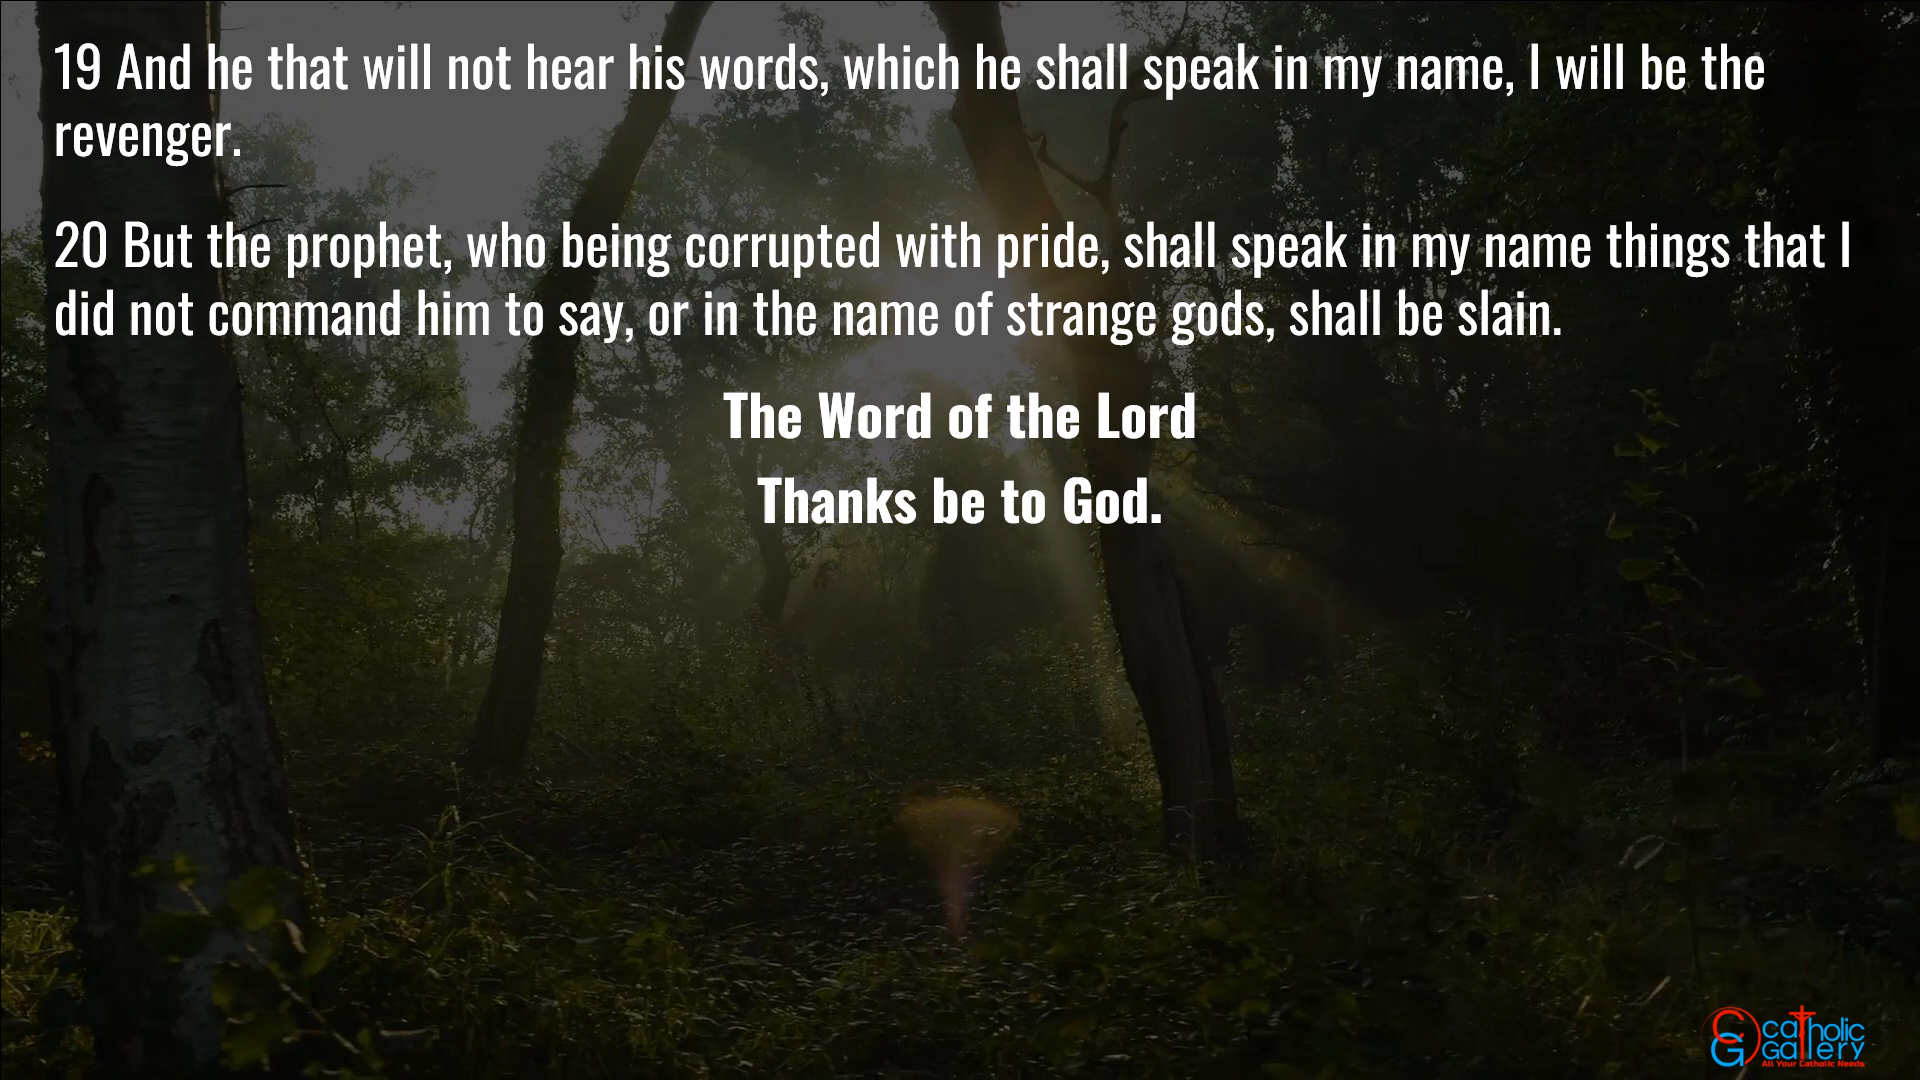 19 And he that will not hear his words, which he shall speak in my name, I will be the
revenger.
20 But the prophet, who being corrupted with pride, shall speak in my name things that I
did not command him to say, or in the name of strange gods, shall be slain.
The Word of the Lord
Thanks be to God.
CG catholic
Gallery
All Your Catholic Needs